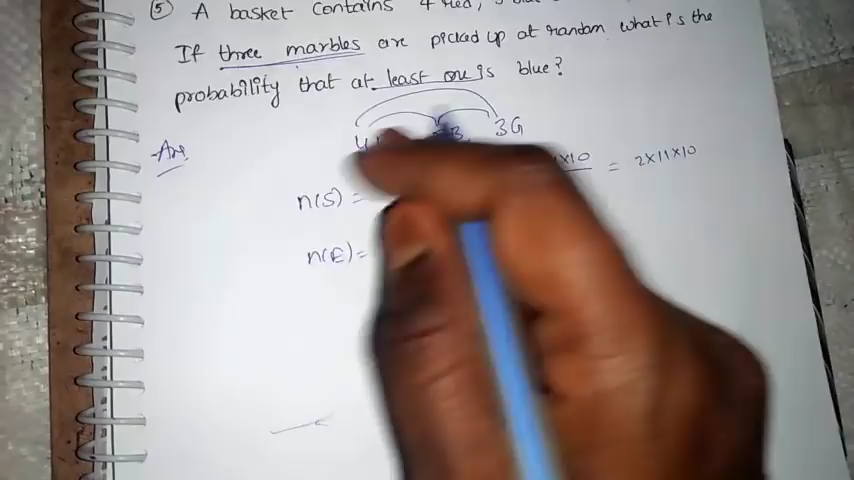 ⑤ A basket contains 4 red,
If three marbles are picked up at random what is the
probability that at least one is blue?
3G
Ans
×10 = 2×11×10
n(S) =
n(E) =